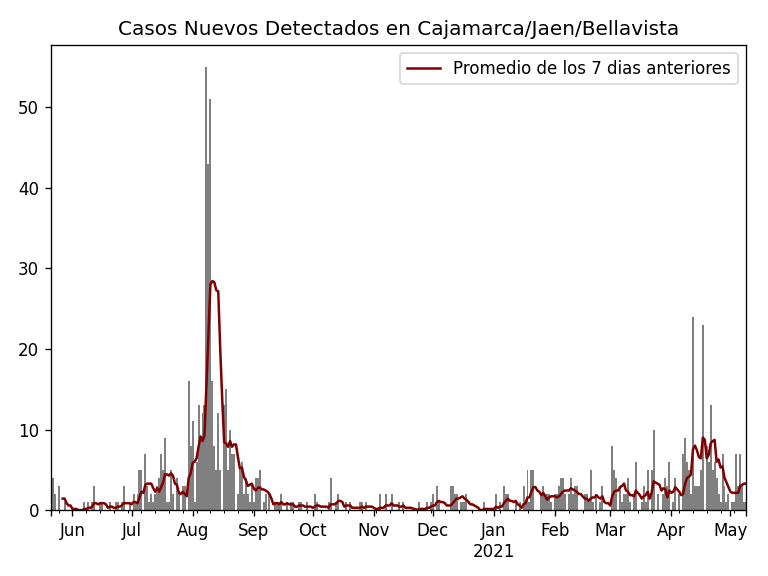 Casos Nuevos Detectados en Cajamarca/Jaen/Bellavista
Promedio de los 7 dias anteriores
50
40
30
20
10
0
Jun Jul Aug Sep Oct Nov Dec Jan Feb Mar Apr May
2021